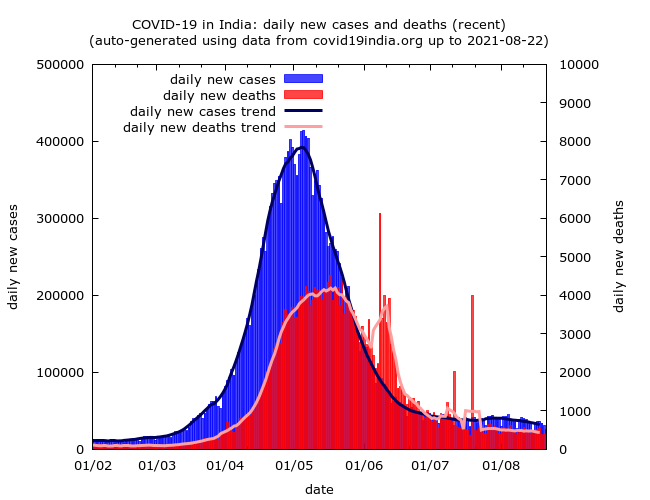 COVID-19 in India: daily new cases and deaths (recent)
(auto-generated using data from covid19india.org up to 2021-08-22)
daily new cases
daily new deaths
daily new cases trend
daily new deaths trend
500000
400000
300000
200000
100000
0
daily new cases
10000
9000
8000
7000
6000
5000
4000
3000
2000
1000
0
daily new deaths
01/02 01/03 01/04 01/05 01/06 01/07 01/08
date